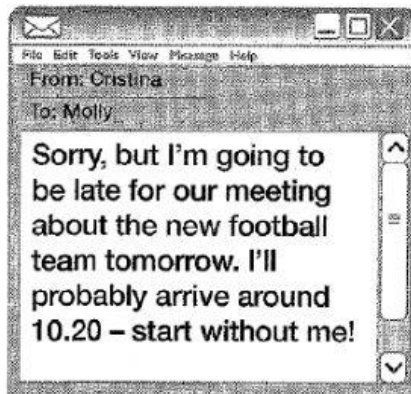 File Edit Tools View Message Help
From: Cristina
To: Molly
Sorry, but I'm going to
be late for our meeting
about the new football
team tomorrow. I'll
probably arrive around
10.20 – start without me!